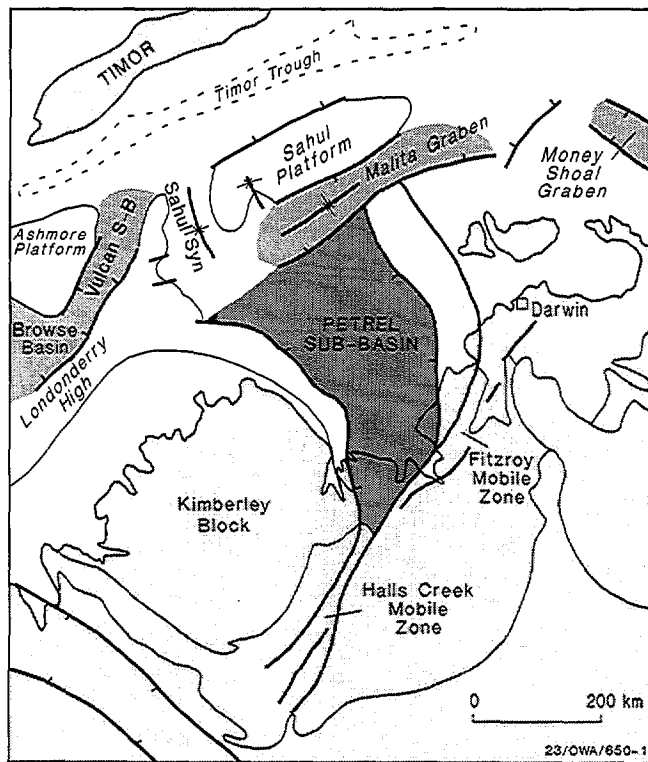 TIMOR
Timor Trough
Sahul
Platform
Malita Graben
Money
Shoal
Graben
Sahul Syn
Ashmore
Platform
Vulcan S-B
Browse
Basin
Londonderry
High
PETREL
SUB-BASIN
Darwin
Fitzroy
Mobile
Zone
Kimberley
Block
Halls Creek
Mobile
Zone
0 200 km
23/OWA/650-1